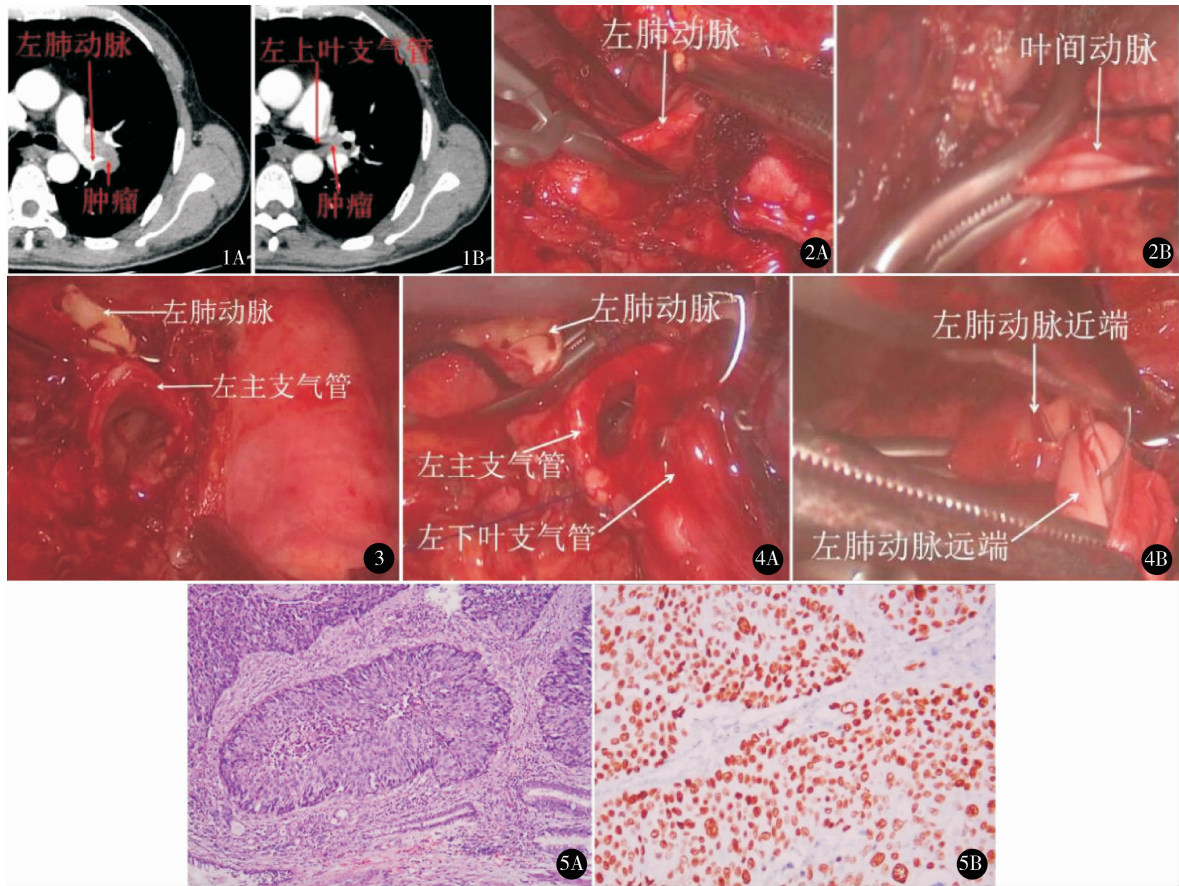 左肺动脉
肿瘤
1A
左上叶支气管
肿瘤
1B
左肺动脉
2A
叶间动脉
2B
左肺动脉
左主支气管
3
左肺动脉
左主支气管
左下叶支气管
4A
左肺动脉近端
左肺动脉远端
4B
5A
5B